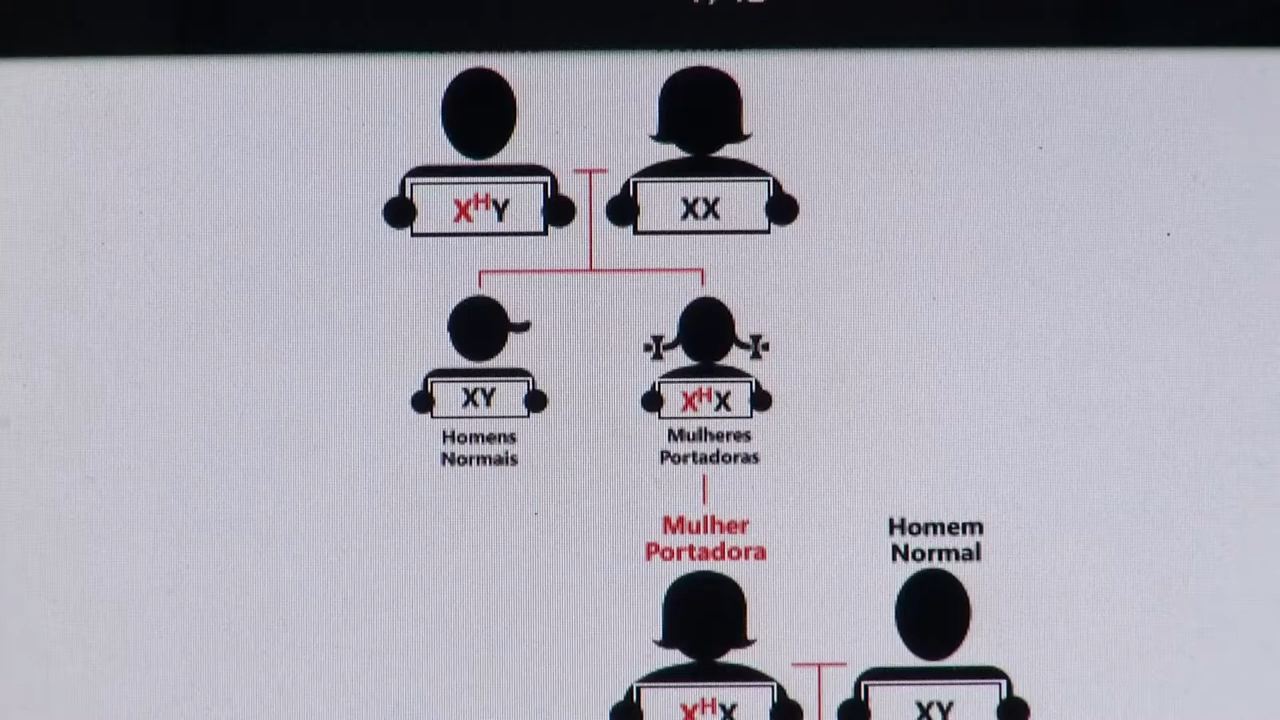 XᴴY
XX
XY
XᴴX
Homens
Normais
Mulheres
Portadoras
Mulher
Portadora
Homem
Normal
XᴴX
XY